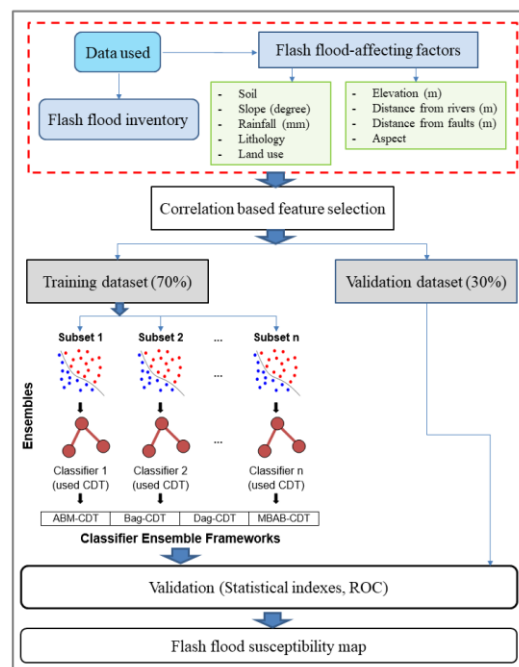 Data used
Flash flood-affecting factors
Flash flood inventory
- Soil
- Slope (degree)
- Rainfall (mm)
- Lithology
- Land use
- Elevation (m)
- Distance from rivers (m)
- Distance from faults (m)
- Aspect
Correlation based feature selection
Training dataset (70%)
Validation dataset (30%)
Subset 1 Subset 2 ... Subset n
...
Ensembles
...
Classifier 1 Classifier 2 Classifier n
(used CDT) (used CDT) (used CDT)
ABM-CDT Bag-CDT Dag-CDT MBAB-CDT
Classifier Ensemble Frameworks
Validation (Statistical indexes, ROC)
Flash flood susceptibility map